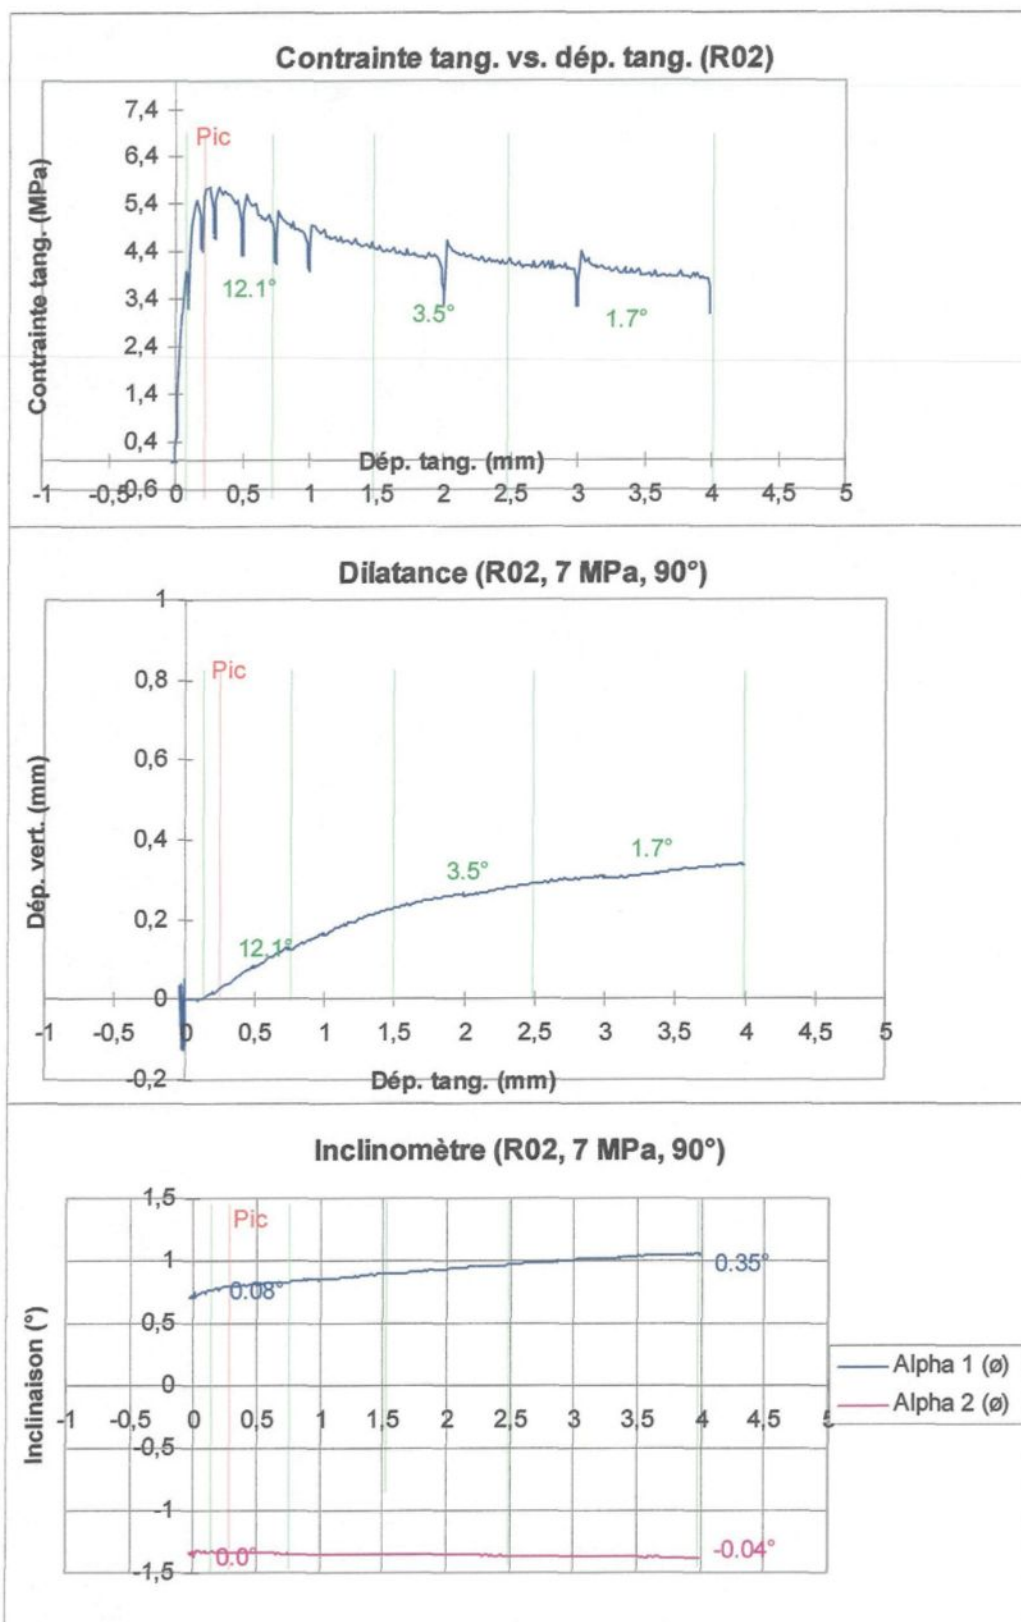 Contrainte tang. vs. dép. tang. (R02)
7,4
Pic
6,4
5,4
4,4
12.1°
3,4
3.5°
1.7°
2,4
1,4
0,4
Contrainte tang. (MPa)
Dép. tang. (mm)
-0,6
-1 -0,5 0 0,5 1 1,5 2 2,5 3 3,5 4 4,5 5
Dilatance (R02, 7 MPa, 90°)
1
Pic
0,8
0,6
0,4
3.5°
1.7°
0,2
12.1°
0
Dép. vert. (mm)
-1 -0,5 0 0,5 1 1,5 2 2,5 3 3,5 4 4,5 5
-0,2
Dép. tang. (mm)
Inclinomètre (R02, 7 MPa, 90°)
1,5
Pic
1
0.08°
0.35°
0,5
0
Inclinaison (°)
-1 -0,5 0 0,5 1 1,5 2 2,5 3 3,5 4 4,5 5
-0,5
-1
0.0°
-0.04°
-1,5
Alpha 1 (ø)
Alpha 2 (ø)